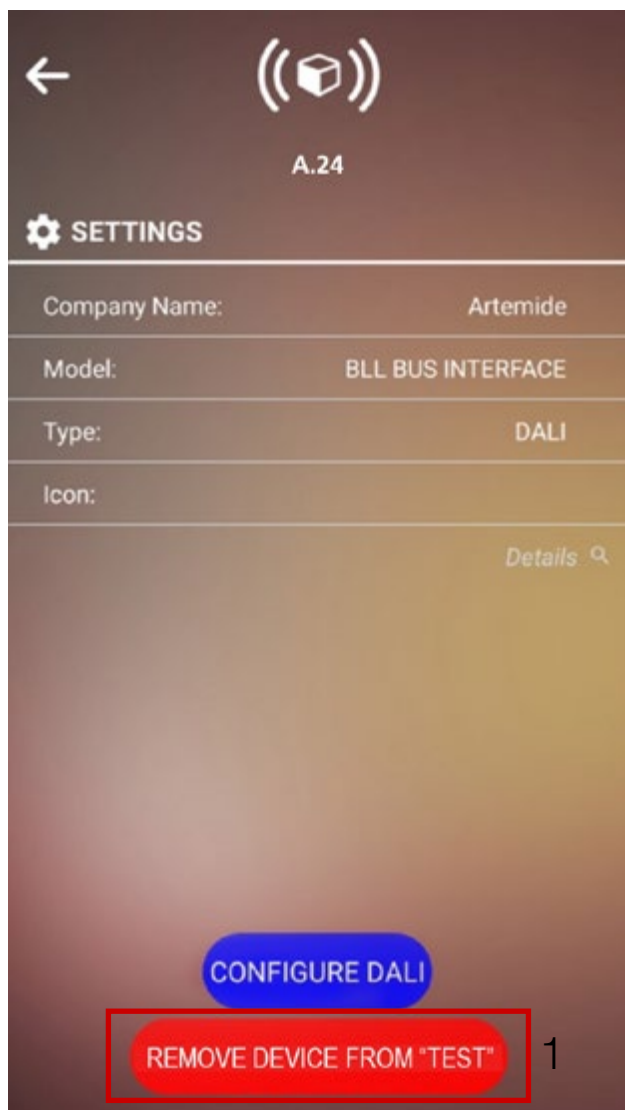 A.24
SETTINGS
Company Name: Artemide
Model: BLL BUS INTERFACE
Type: DALI
Icon:
Details
CONFIGURE DALI
REMOVE DEVICE FROM "TEST" 1